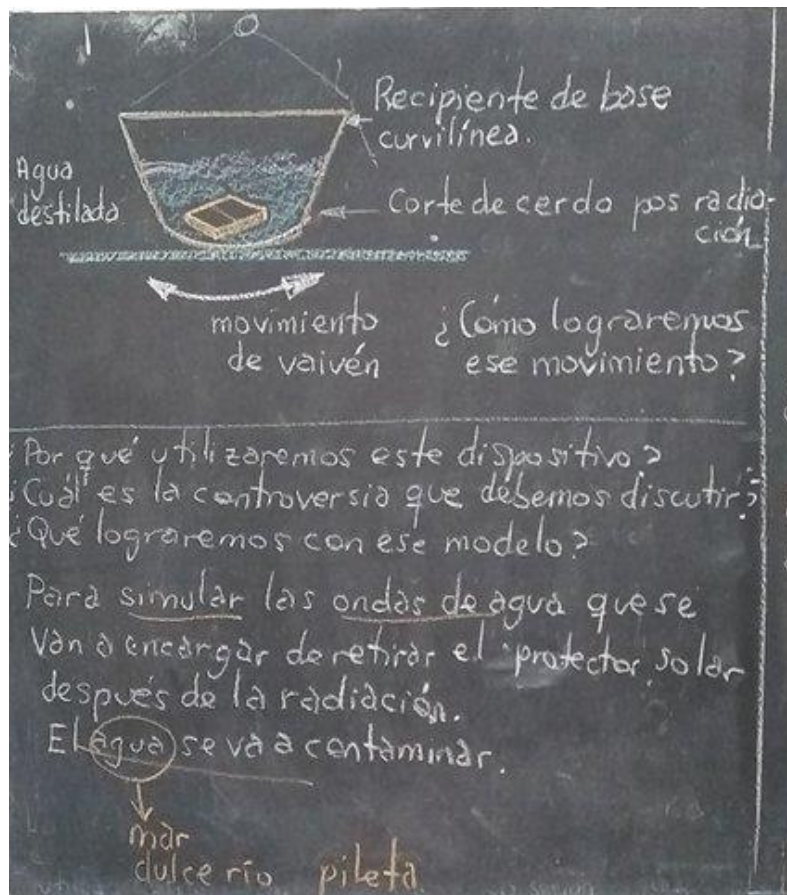 Recipiente de base
curvilínea.
Agua
destilada
Corte de cerdo pos radia-
ción
movimiento
de vaivén
¿Cómo lograremos
ese movimiento?
¿Por qué utilizaremos este dispositivo?
¿Cuál es la controversia que debemos discutir?
¿Qué lograremos con ese modelo?
Para simular las ondas de agua que se
van a encargar de retirar el protector solar
después de la radiación.
El agua se va a contaminar.
mar
dulce río pileta